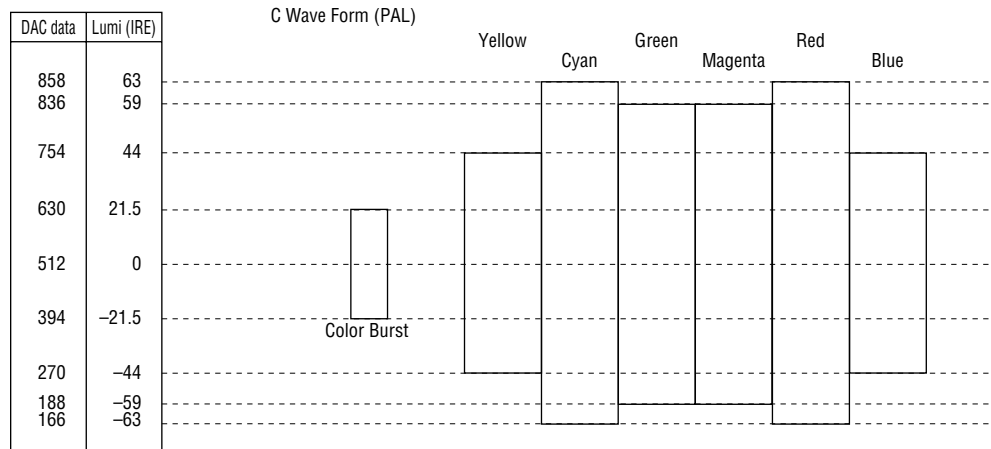 C Wave Form (PAL)
DAC data Lumi (IRE)
Yellow Green Red
Cyan Magenta Blue
858 63
836 59
754 44
630 21.5
512 0
394 –21.5
Color Burst
270 –44
188 –59
166 –63